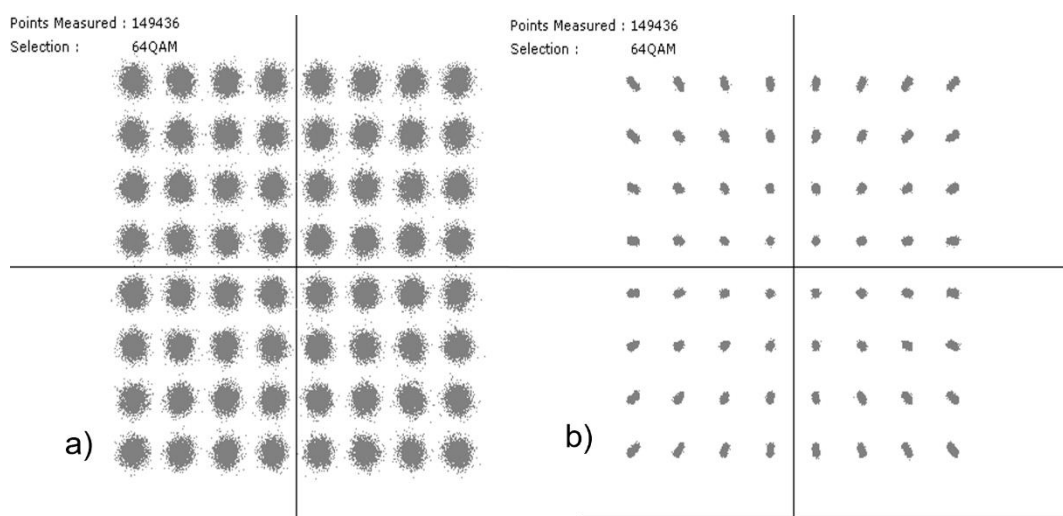 Points Measured : 149436
Selection : 64QAM
a)
Points Measured : 149436
Selection : 64QAM
b)